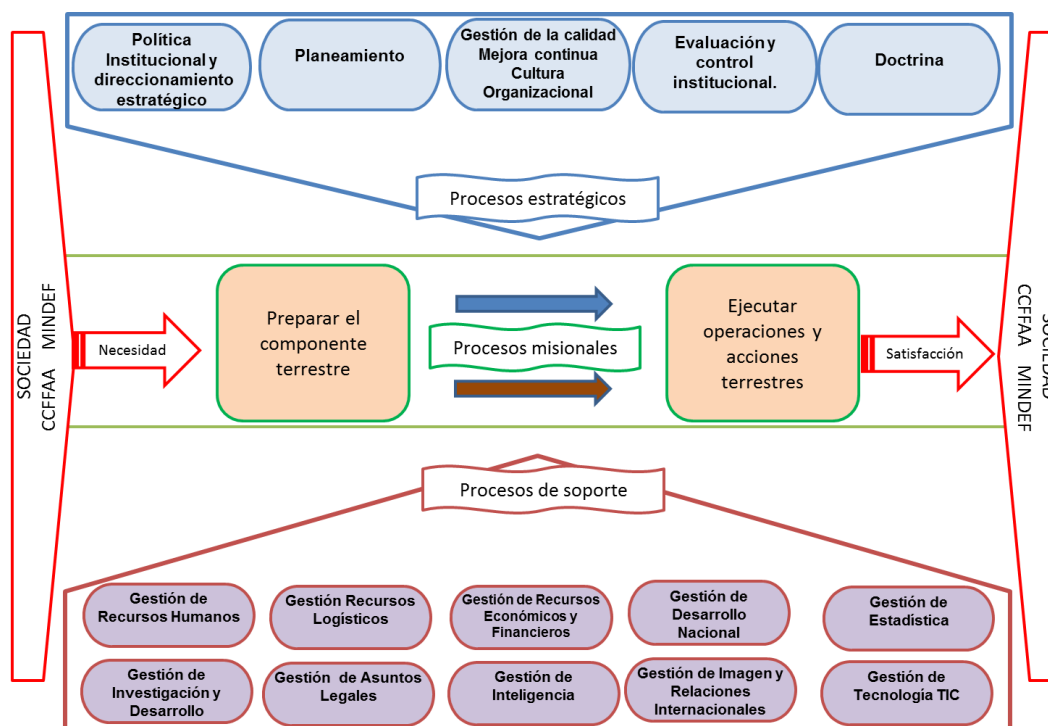 Política
Institucional y
direccionamiento
estratégico
Planeamiento
Gestión de la calidad
Mejora continua
Cultura
Organizacional
Evaluación y
control
institucional.
Doctrina
Procesos estratégicos
SOCIEDAD
CCFFAA MINDEF
Necesidad
Preparar el
componente
terrestre
Procesos misionales
Ejecutar
operaciones y
acciones
terrestres
Satisfacción
SOCIEDAD
CCFFAA MINDEF
Procesos de soporte
Gestión de
Recursos Humanos
Gestión Recursos
Logísticos
Gestión de Recursos
Económicos y
Financieros
Gestión de
Desarrollo
Nacional
Gestión de
Estadística
Gestión de
Investigación y
Desarrollo
Gestión de Asuntos
Legales
Gestión de
Inteligencia
Gestión de Imagen y
Relaciones
Internacionales
Gestión de
Tecnología TIC